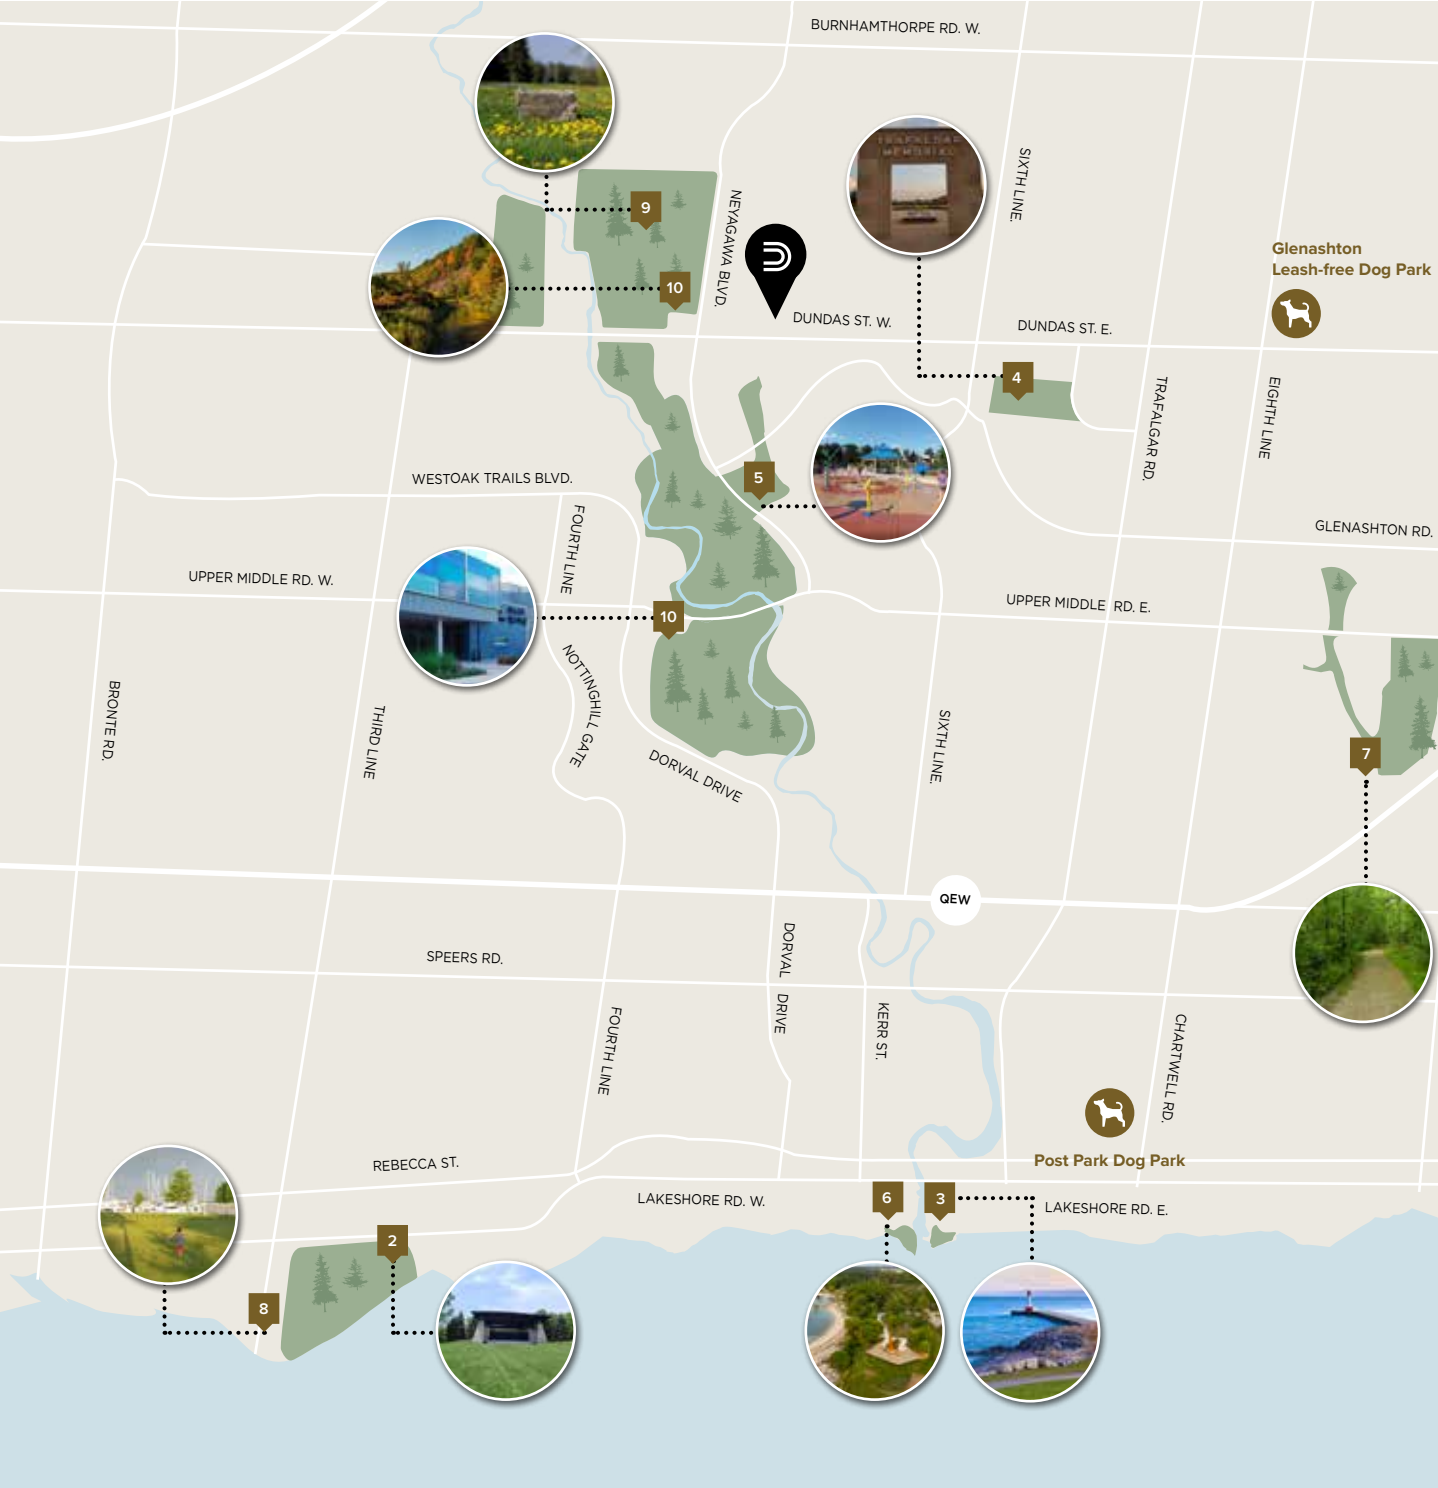 BURNHAMTHORPE RD. W.
TRAFALGAR
MEMORIAL
SIXTH LINE.
9
NEYAGAWA BLVD.
Glenashton
Leash-free Dog Park
10
DUNDAS ST. W.
DUNDAS ST. E.
4
TRAFALGAR RD.
EIGHTH LINE
WESTOAK TRAILS BLVD.
5
FOURTH LINE
GLENASHTON RD.
UPPER MIDDLE RD. W.
10
UPPER MIDDLE RD. E.
NOTTINGHILL GATE
BRONTE RD.
THIRD LINE
SIXTH LINE.
7
DORVAL DRIVE
QEW
SPEERS RD.
DORVAL DRIVE
FOURTH LINE
KERR ST.
CHARTWELL RD.
Post Park Dog Park
REBECCA ST.
LAKESHORE RD. W.
6
3
LAKESHORE RD. E.
2
8